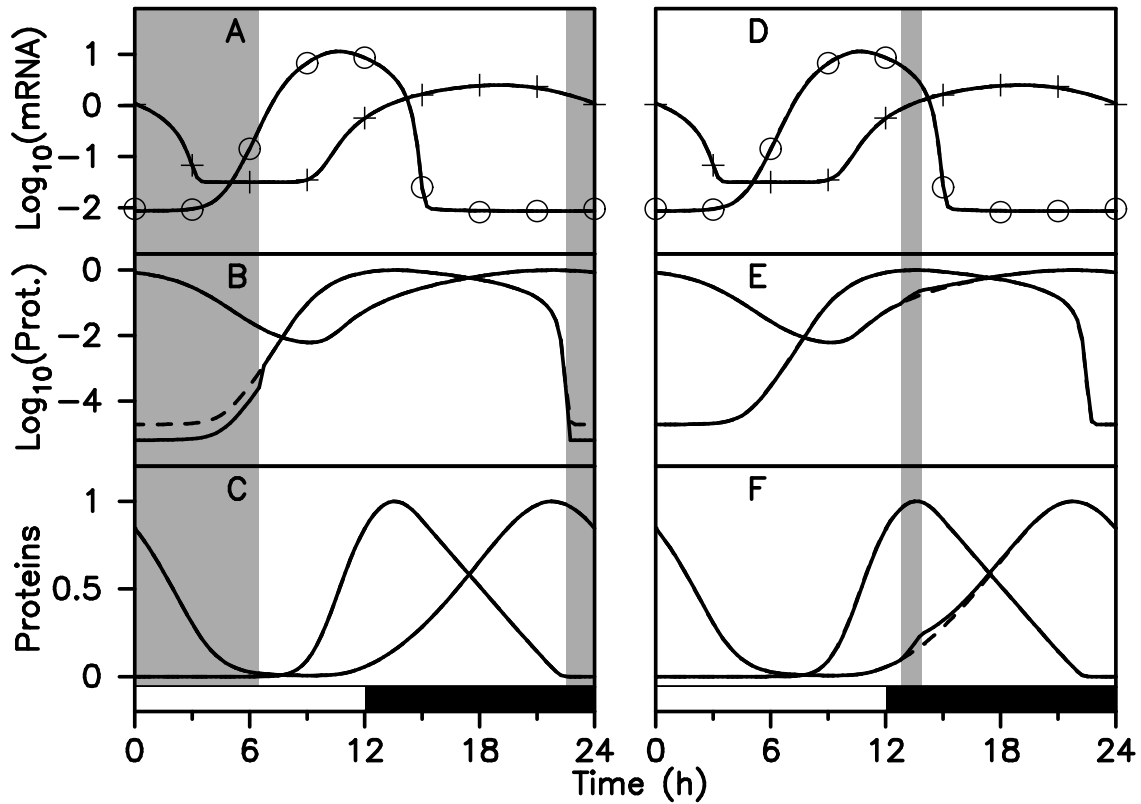 A D
Log10(mRNA)
1
0
−1
−2
B E
Log10(Prot.)
0
−2
−4
C F
Proteins
1
0.5
0
0 6 12 18 24 0 6 12 18 24
Time (h)